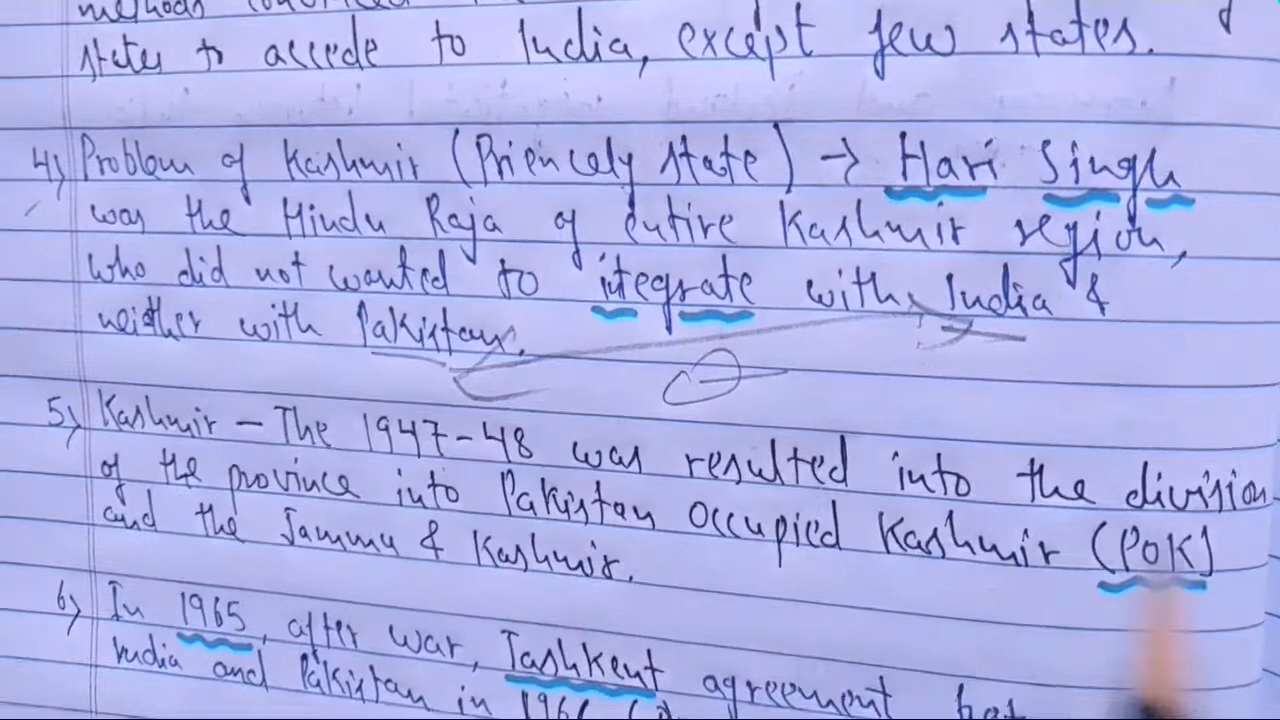 states to accede to India, except few states.
4) Problem of Kashmir (Priencely state) → Hari Singh
was the Hindu Raja of entire Kashmir region,
who did not wanted to integrate with India &
neither with Pakistan.
5) Kashmir - The 1947-48 was resulted into the division
of the province into Pakistan Occupied Kashmir (POK)
and the Jammu & Kashmir.
6) In 1965, after war, Tashkent agreement
India and Pakistan in